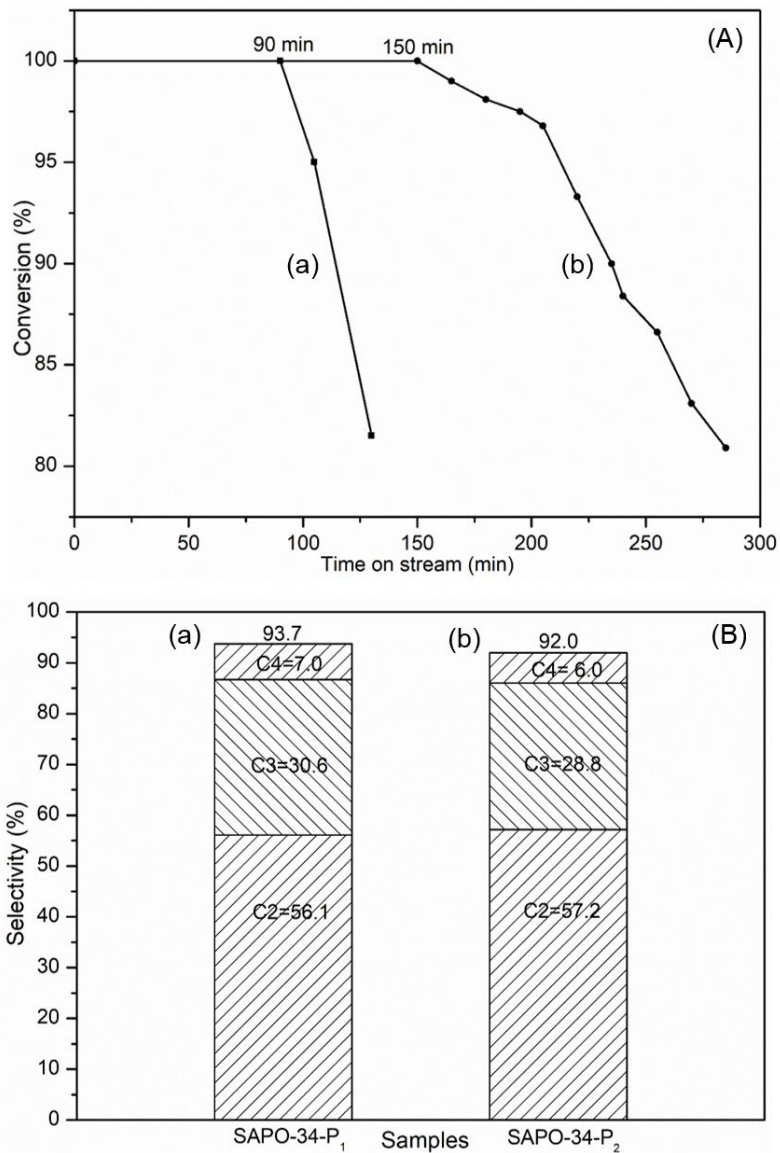 90 min
150 min
(A)
100
95
90
85
80
Conversion (%)
(a)
(b)
0
50
100
150
200
250
300
Time on stream (min)
100
90
80
70
60
50
40
30
20
10
0
Selectivity (%)
(a)
93.7
(b)
92.0
(B)
C4=7.0
C4= 6.0
C3=30.6
C3=28.8
C2=56.1
C2=57.2
SAPO-34-P₁
Samples
SAPO-34-P₂